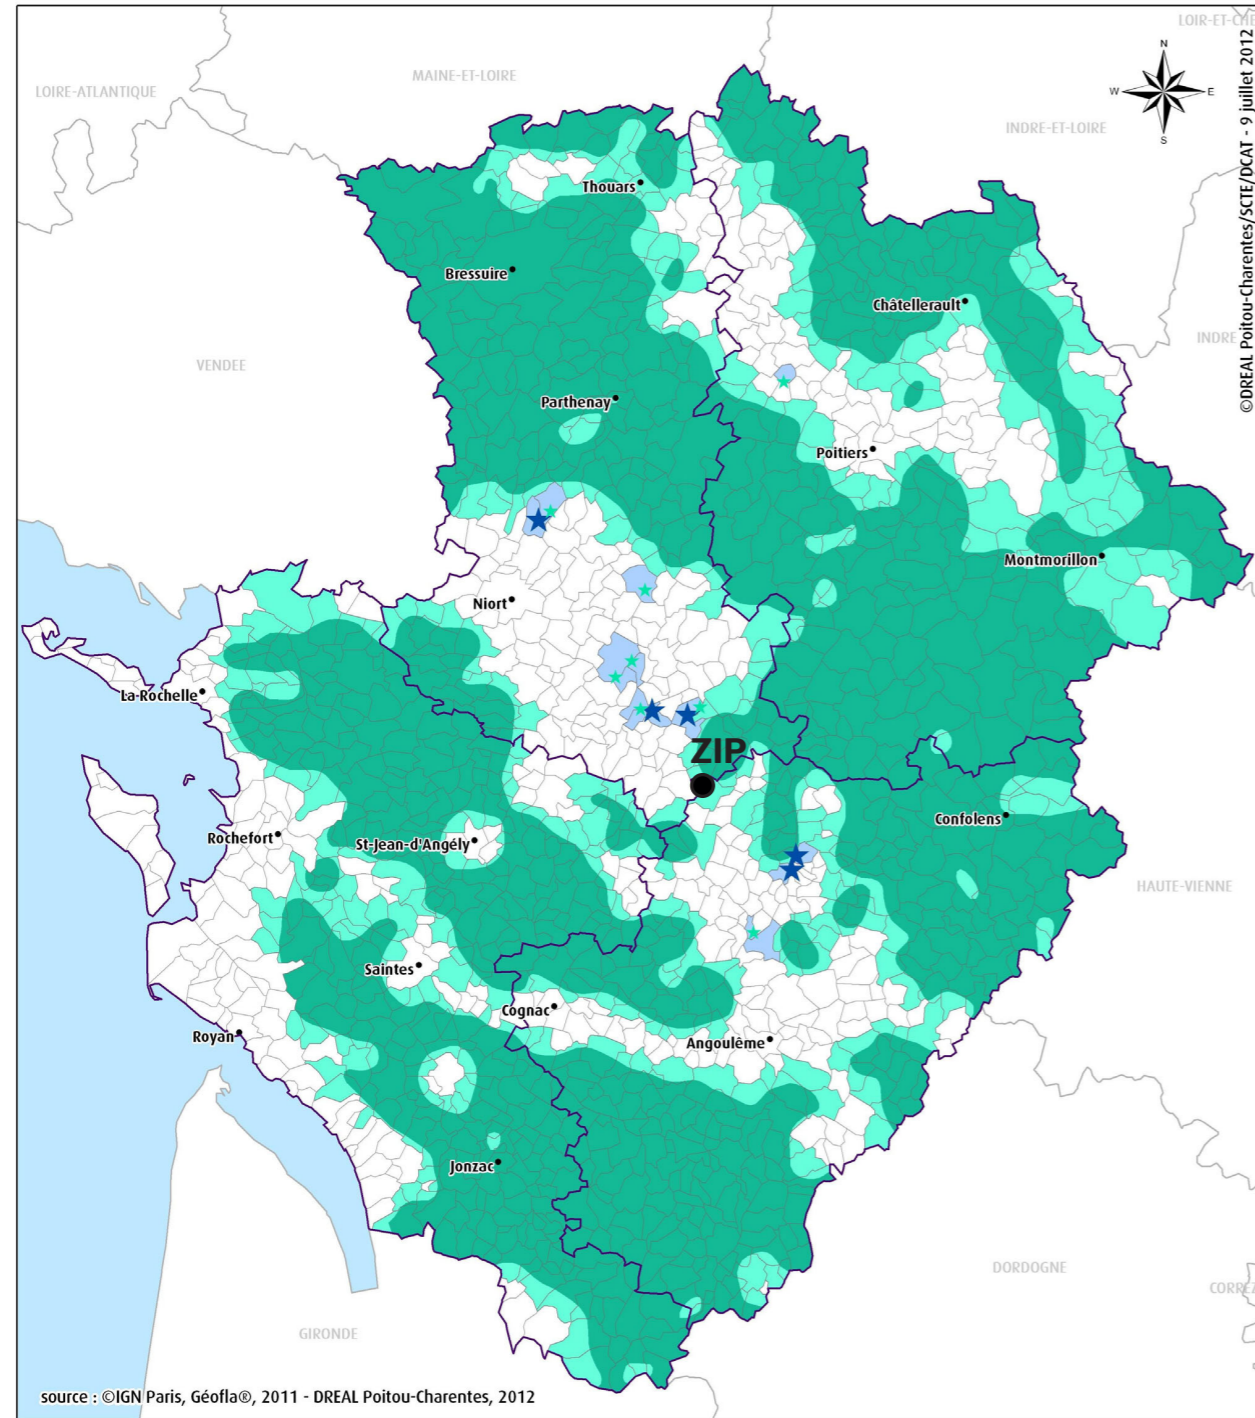 LOIR-ET-CHE
MAINE-ET-LOIRE
LOIRE-ATLANTIQUE
N
W
E
S
INDRE-ET-LOIRE
©DREAL Poitou-Charentes/SCTE/DCAT - 9 juillet 2012
Thouars
Bressuire
Châtellerault
INDRE
VENDEE
Parthenay
Poitiers
Montmorillon
Niort
La-Rochelle
ZIP
Confolens
Rochefort
St-Jean-d'Angély
HAUTE-VIENNE
Saintes
Cognac
Royan
Angoulême
Jonzac
DORDOGNE
CORREZ
GIRONDE
source : ©IGN Paris, Géofla®, 2011 - DREAL Poitou-Charentes, 2012